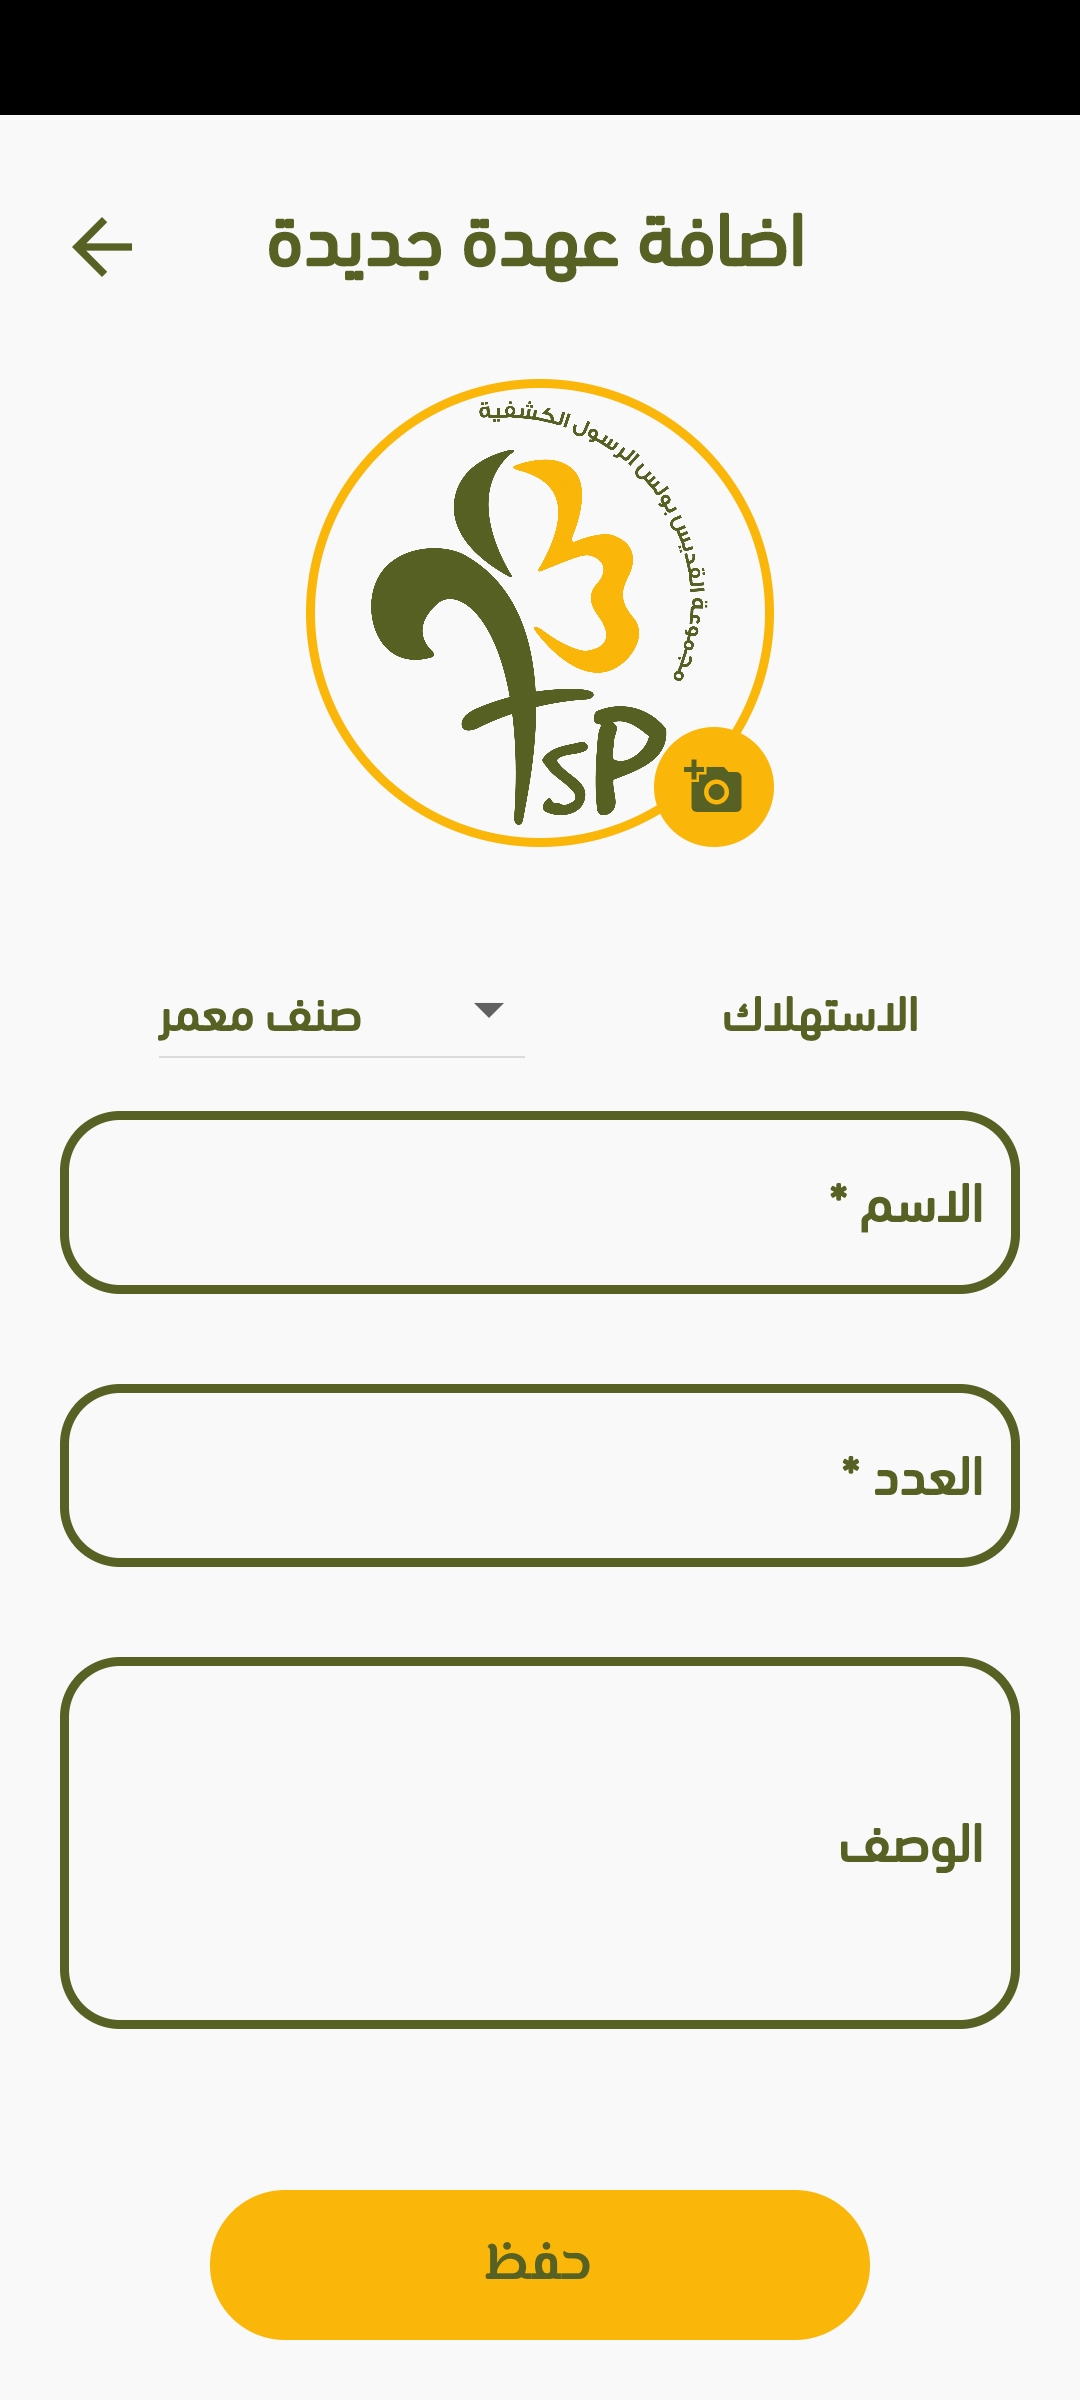 اضافة عهدة جديدة
مجموعة القديس بولس الرسول الكشفية
SP
الاستهلاك
صنف معمر
الاسم *
العدد *
الوصف
حفظ